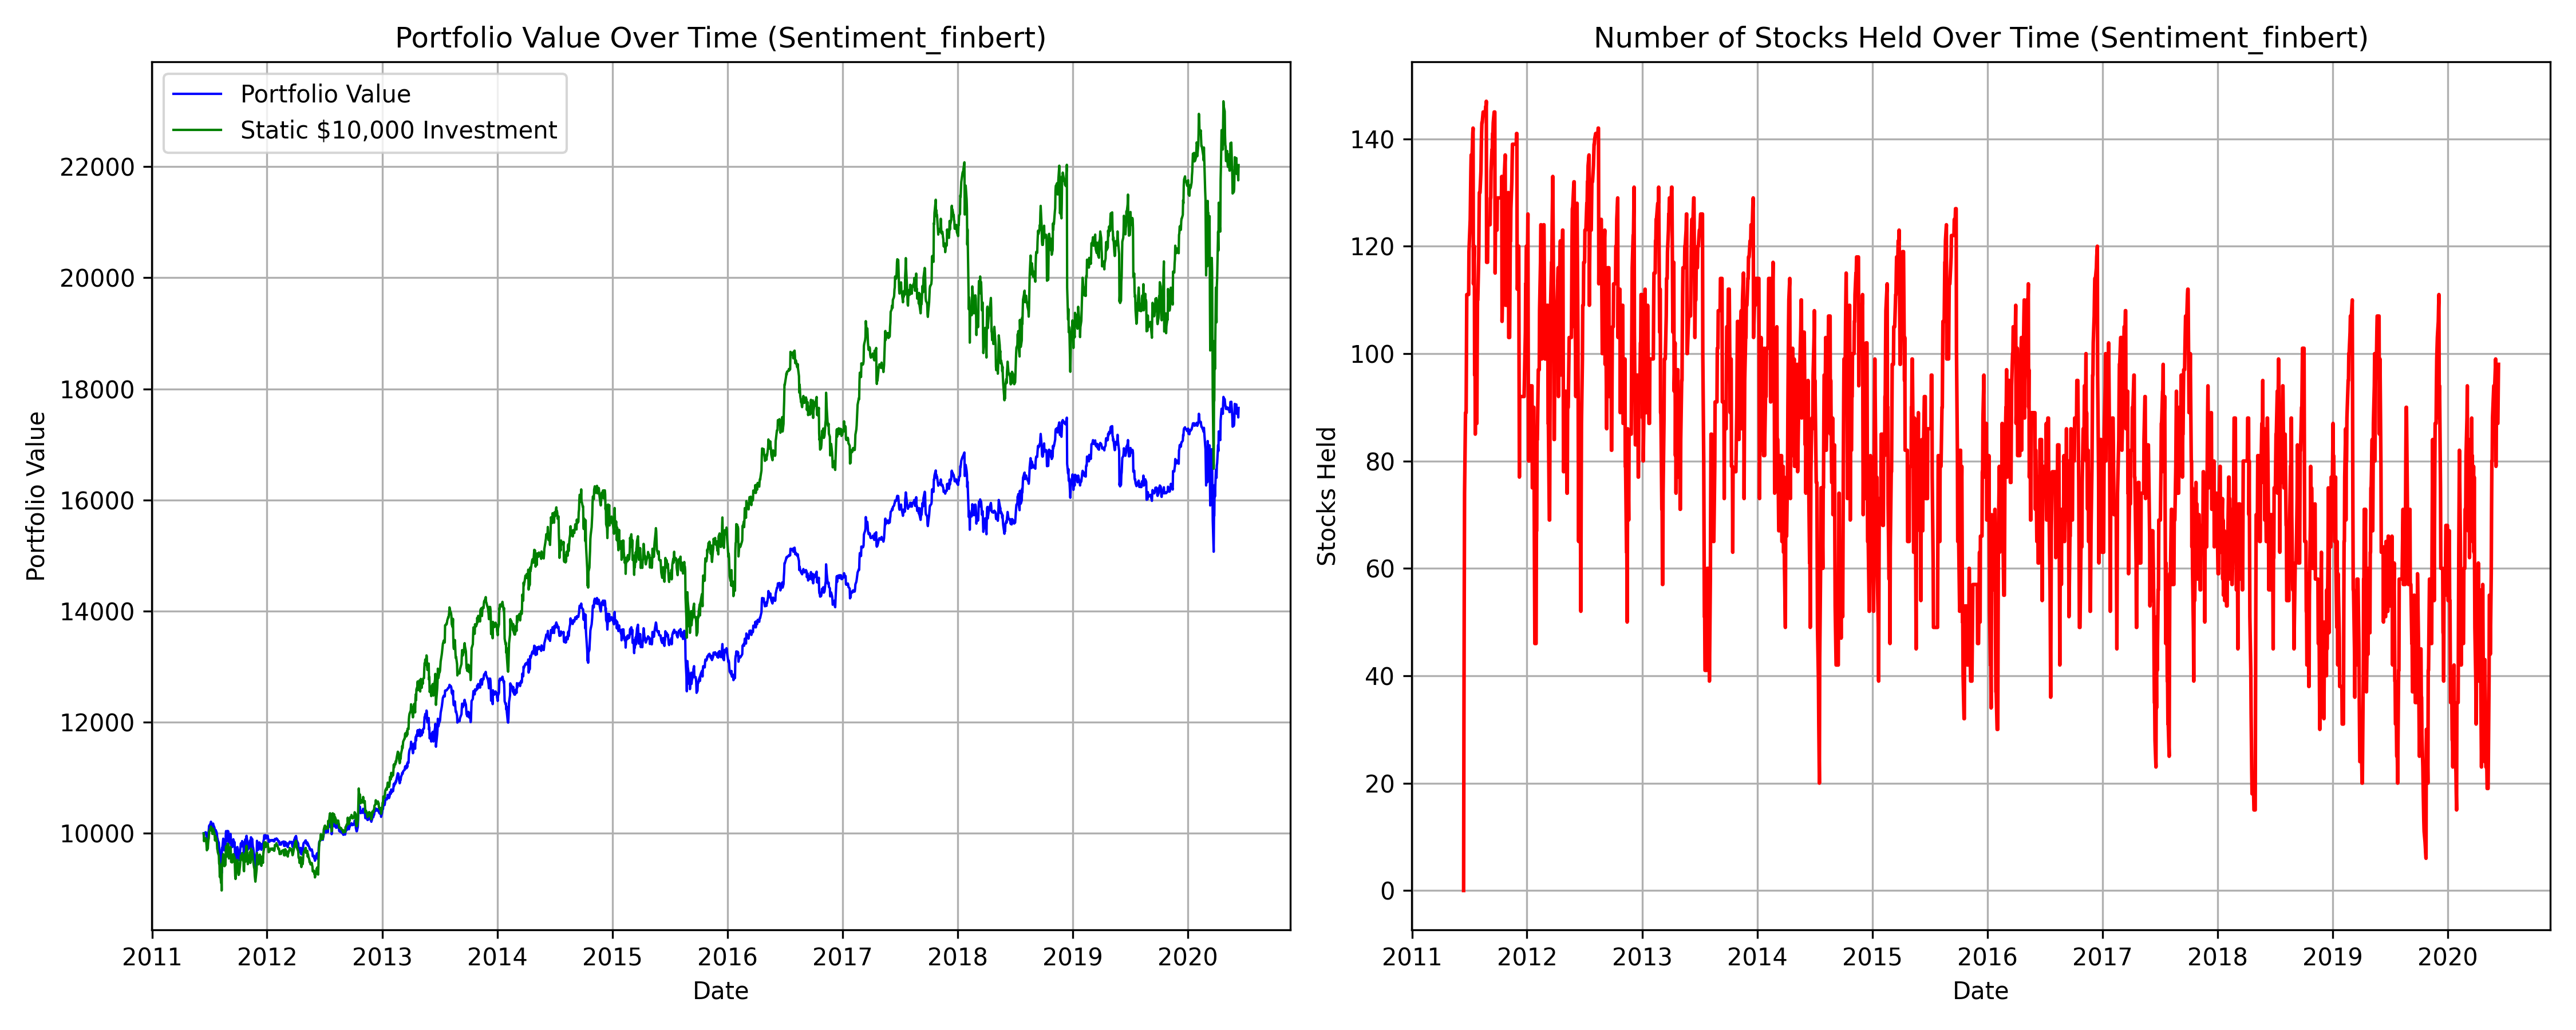 Portfolio Value Over Time (Sentiment_finbert)
Portfolio Value
Static $10,000 Investment
Portfolio Value
22000
20000
18000
16000
14000
12000
10000
2011 2012 2013 2014 2015 2016 2017 2018 2019 2020
Date
Number of Stocks Held Over Time (Sentiment_finbert)
Stocks Held
140
120
100
80
60
40
20
0
2011 2012 2013 2014 2015 2016 2017 2018 2019 2020
Date